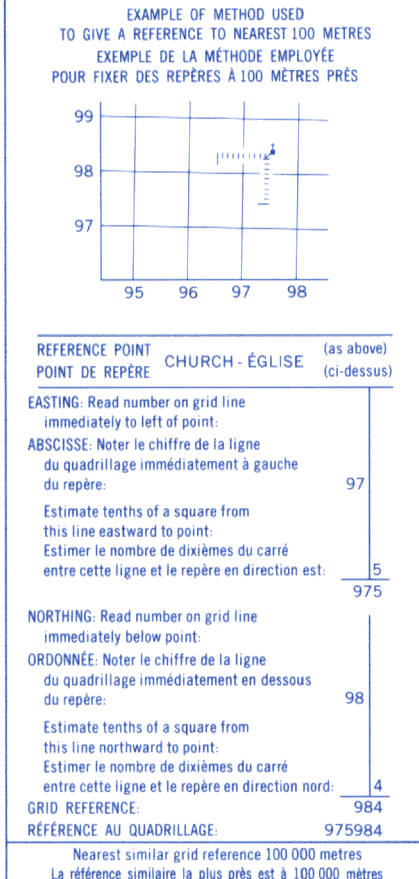 EXAMPLE OF METHOD USED
TO GIVE A REFERENCE TO NEAREST 100 METRES
EXEMPLE DE LA MÉTHODE EMPLOYÉE
POUR FIXER DES REPÈRES À 100 MÈTRES PRÈS
99
98
97
95 96 97 98
REFERENCE POINT CHURCH - ÉGLISE (as above)
POINT DE REPÈRE (ci-dessus)
EASTING: Read number on grid line
immediately to left of point:
ABSCISSE: Noter le chiffre de la ligne
du quadrillage immédiatement à gauche
du repère: 97
Estimate tenths of a square from
this line eastward to point:
Estimer le nombre de dixièmes du carré
entre cette ligne et le repère en direction est: 5
975
NORTHING: Read number on grid line
immediately below point:
ORDONNÉE: Noter le chiffre de la ligne
du quadrillage immédiatement en dessous
du repère: 98
Estimate tenths of a square from
this line northward to point:
Estimer le nombre de dixièmes du carré
entre cette ligne et le repère en direction nord: 4
GRID REFERENCE: 984
RÉFÉRENCE AU QUADRILLAGE: 975984
Nearest similar grid reference 100 000 metres
La référence similaire la plus près est à 100 000 mètres